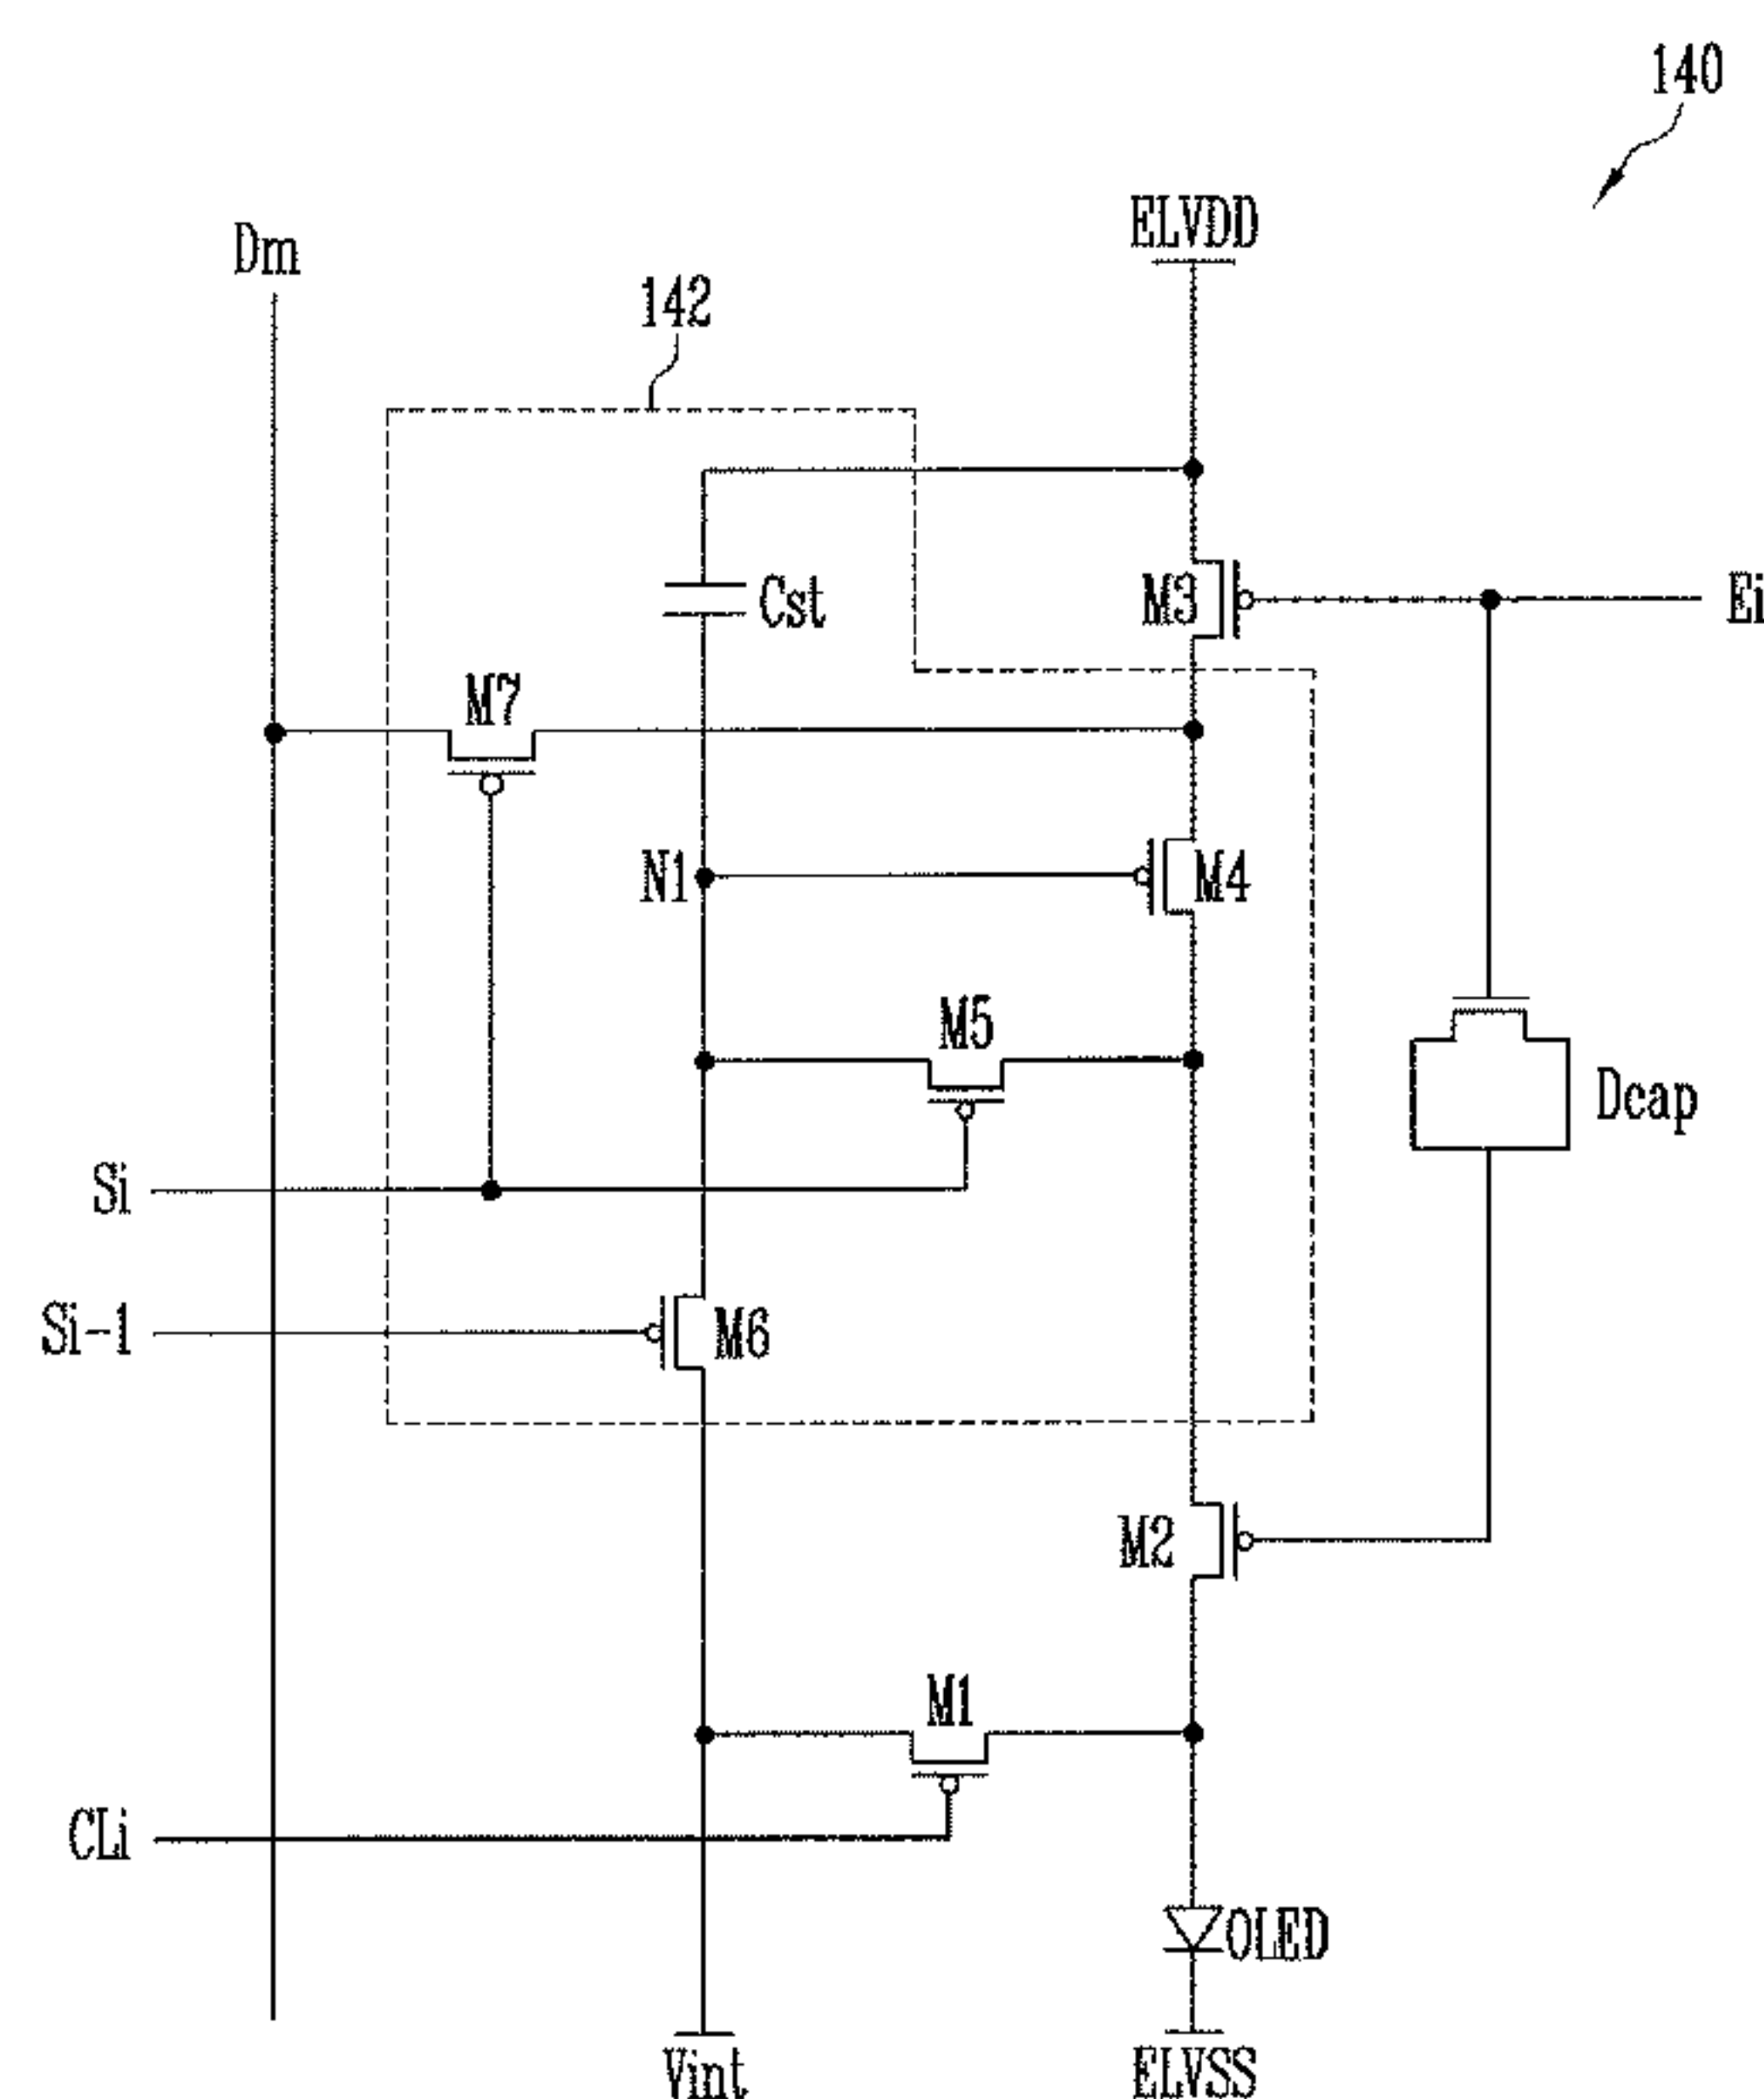 140
ELVDD
Dm
142
M3
Cst
Ei
M7
N1
M4
M5
Dcap
Si
Si-1
M6
M2
M1
CLi
OLED
Vint
ELVSS